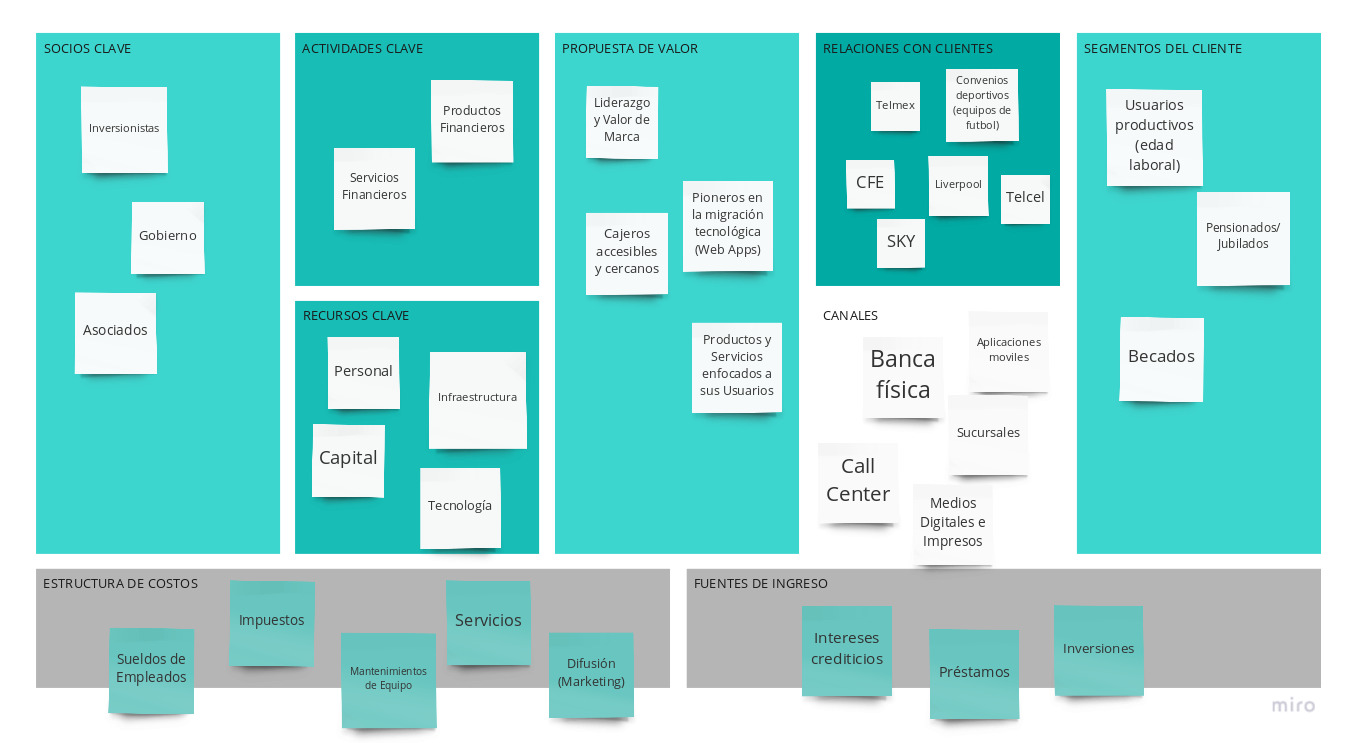 SOCIOS CLAVE
Inversionistas
Gobierno
Asociados
ACTIVIDADES CLAVE
Productos
Financieros
Servicios
Financieros
RECURSOS CLAVE
Personal
Infraestructura
Capital
Tecnología
PROPUESTA DE VALOR
Liderazgo
y Valor de
Marca
Pioneros en
la migración
tecnológica
(Web Apps)
Cajeros
accesibles
y cercanos
Productos y
Servicios
enfocados a
sus Usuarios
RELACIONES CON CLIENTES
Telmex
Convenios
deportivos
(equipos de
futbol)
CFE
Liverpool
Telcel
SKY
CANALES
Banca
física
Aplicaciones
moviles
Sucursales
Call
Center
Medios
Digitales e
Impresos
SEGMENTOS DEL CLIENTE
Usuarios
productivos
(edad
laboral)
Pensionados/
Jubilados
Becados
ESTRUCTURA DE COSTOS
Sueldos de
Empleados
Impuestos
Mantenimientos
de Equipo
Servicios
Difusión
(Marketing)
FUENTES DE INGRESO
Intereses
crediticios
Préstamos
Inversiones
miro